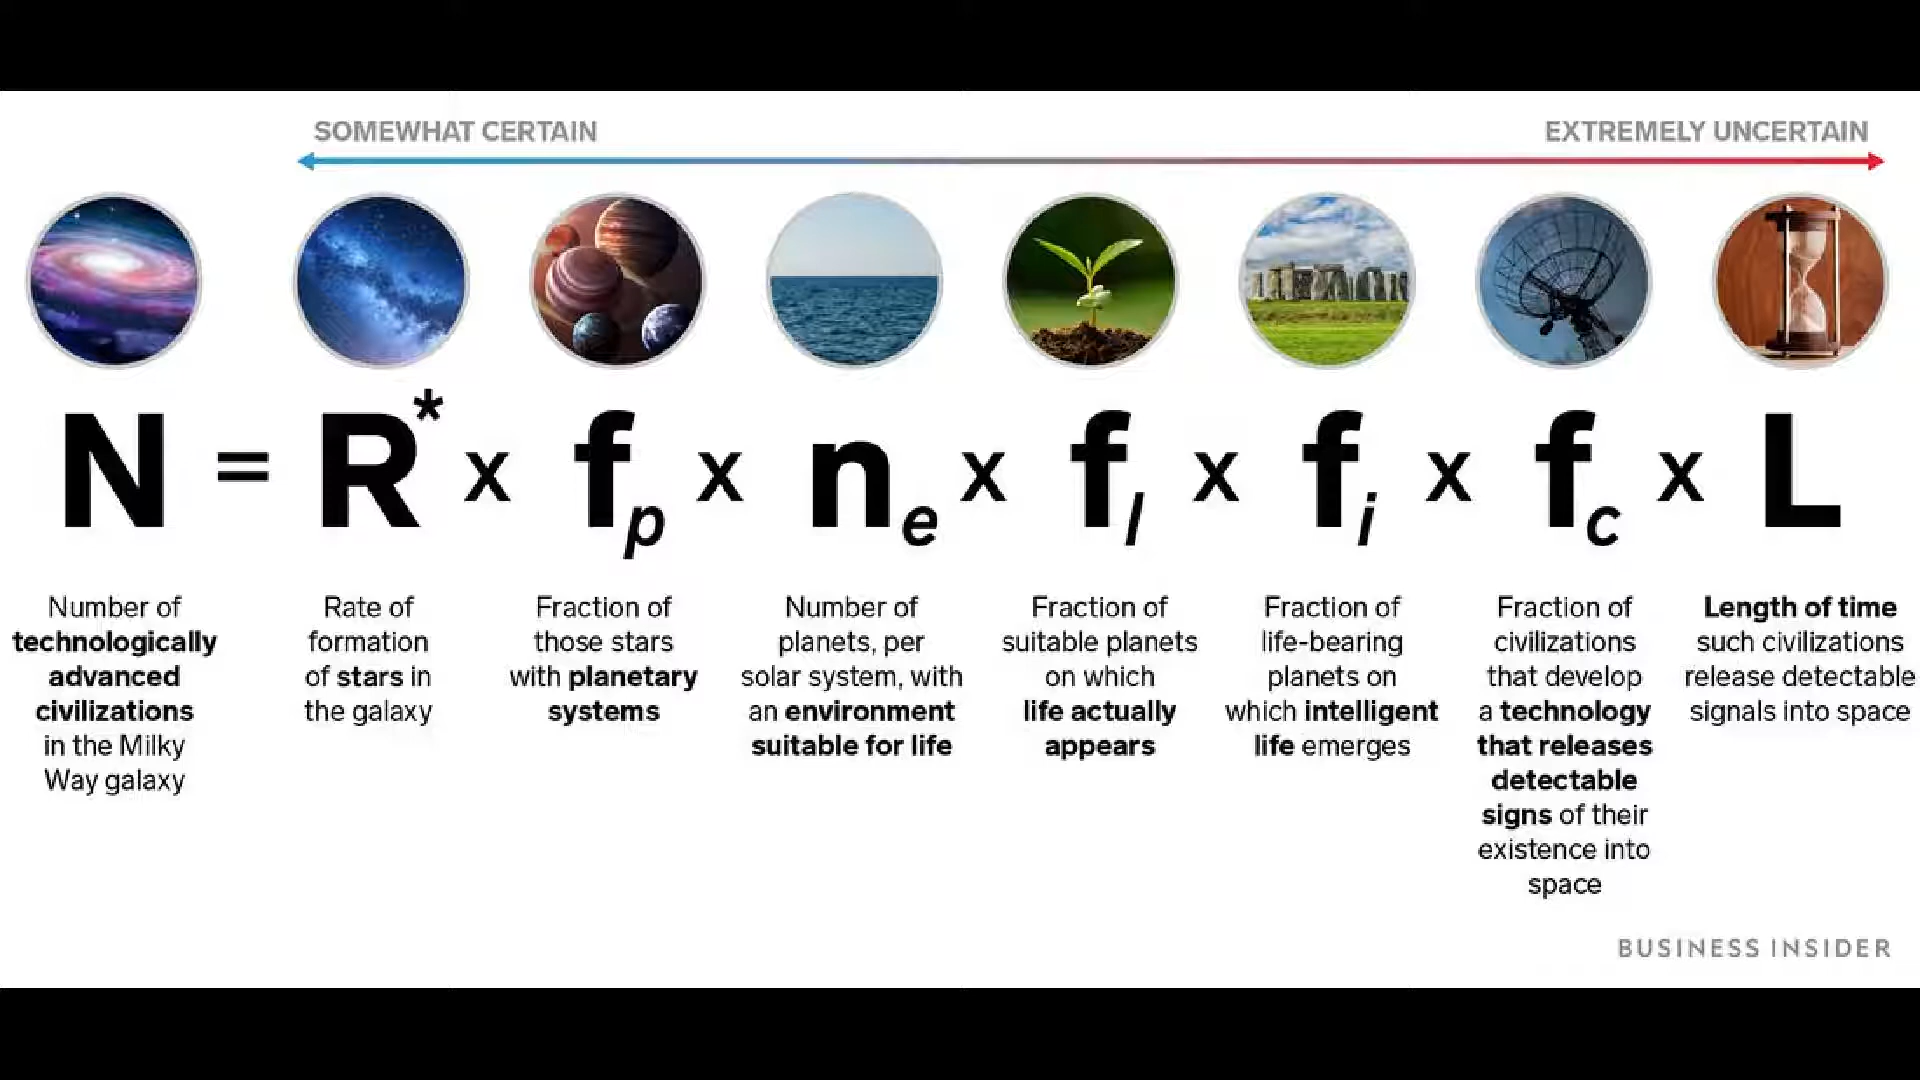 SOMEWHAT CERTAIN
EXTREMELY UNCERTAIN
N = R* x fp x ne x fl x fi x fc x L
Number of
technologically
advanced
civilizations
in the Milky
Way galaxy
Rate of
formation
of stars in
the galaxy
Fraction of
those stars
with planetary
systems
Number of
planets, per
solar system, with
an environment
suitable for life
Fraction of
suitable planets
on which
life actually
appears
Fraction of
life-bearing
planets on
which intelligent
life emerges
Fraction of
civilizations
that develop
a technology
that releases
detectable
signs of their
existence into
space
Length of time
such civilizations
release detectable
signals into space
BUSINESS INSIDER